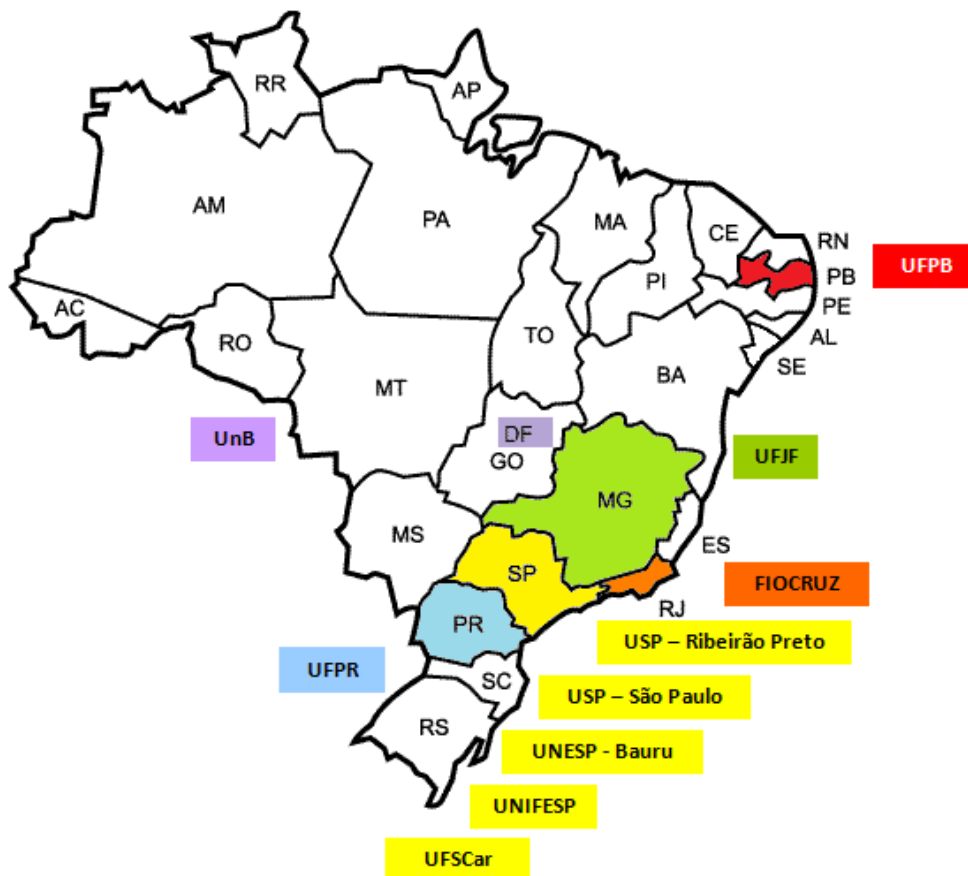 RR
AP
AM
PA
MA
CE
RN
UFPB
PB
PI
PE
AC
RO
TO
AL
SE
MT
BA
UnB
DF
GO
UFJF
MG
MS
ES
SP
FIOCRUZ
RJ
PR
USP – Ribeirão Preto
UFPR
SC
USP – São Paulo
RS
UNESP - Bauru
UNIFESP
UFSCar